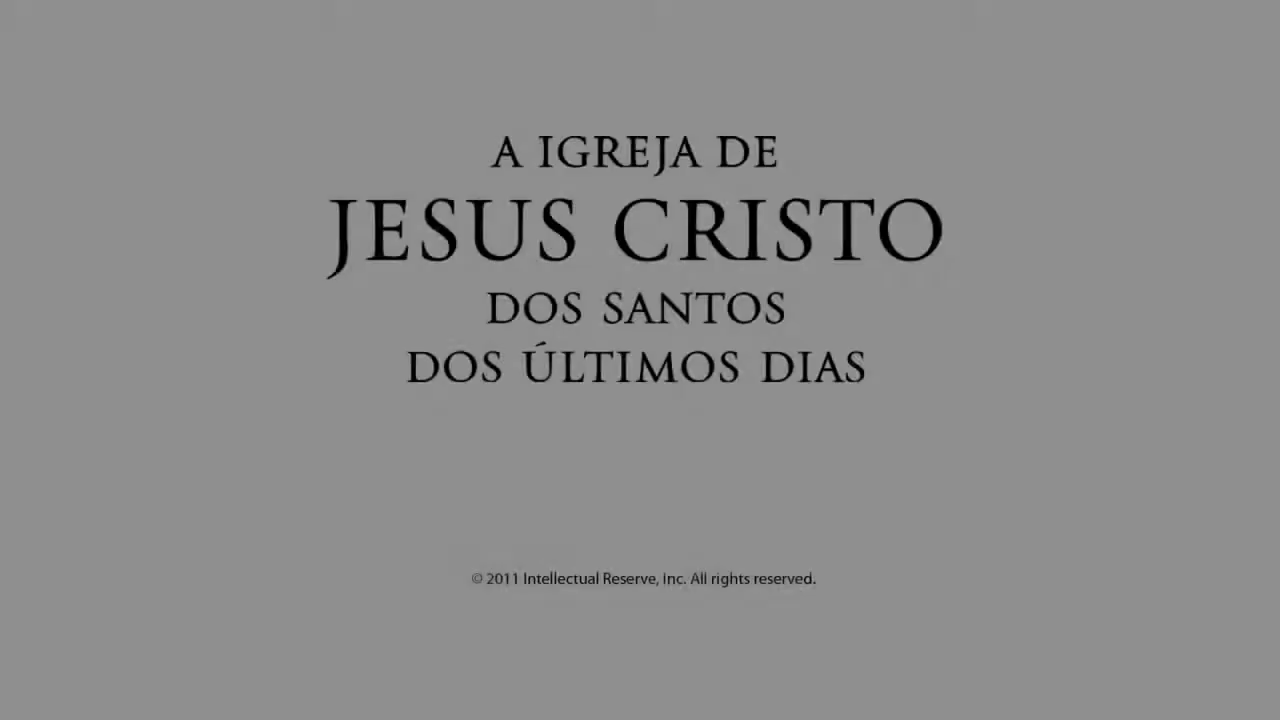 A IGREJA DE
JESUS CRISTO
DOS SANTOS
DOS ÚLTIMOS DIAS
© 2011 Intellectual Reserve, Inc. All rights reserved.